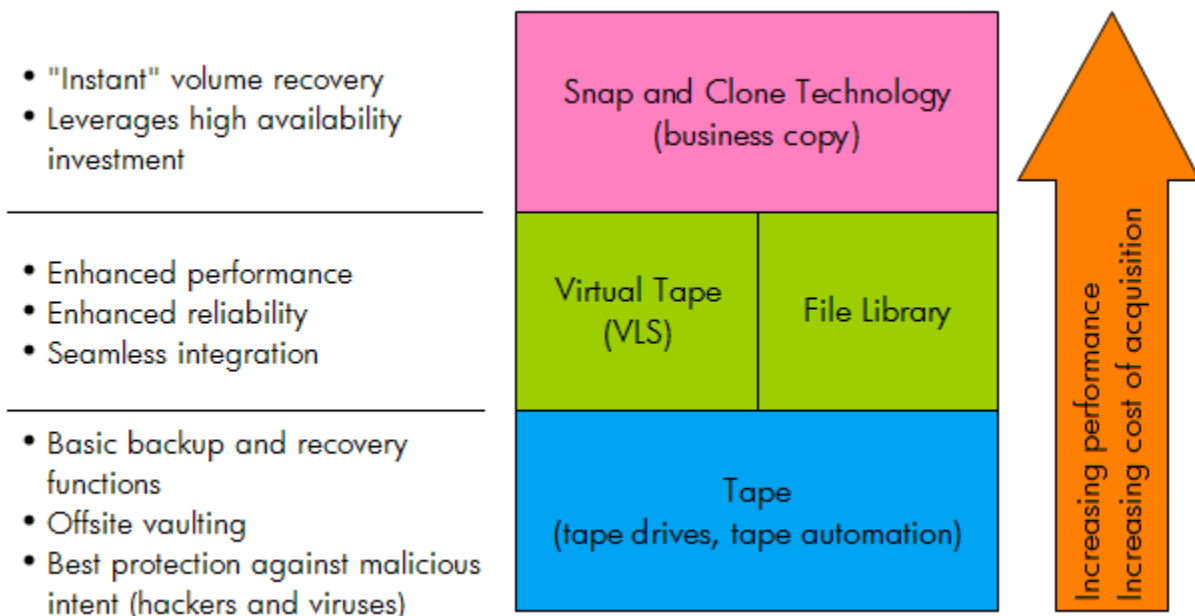 • "Instant" volume recovery
• Leverages high availability
investment
Snap and Clone Technology
(business copy)
• Enhanced performance
• Enhanced reliability
• Seamless integration
Virtual Tape
(VLS)
File Library
• Basic backup and recovery
functions
• Offsite vaulting
• Best protection against malicious
intent (hackers and viruses)
Tape
(tape drives, tape automation)
Increasing performance
Increasing cost of acquisition